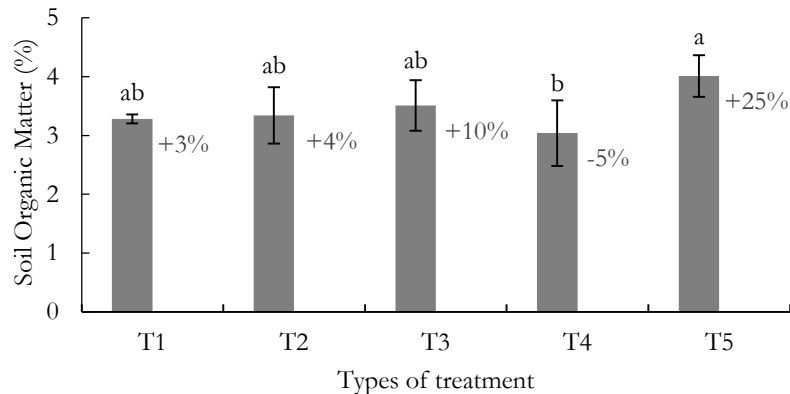 Soil Organic Matter (%)
5
4
3
2
1
0
ab
+3%
ab
+4%
ab
+10%
b
-5%
a
+25%
T1 T2 T3 T4 T5
Types of treatment